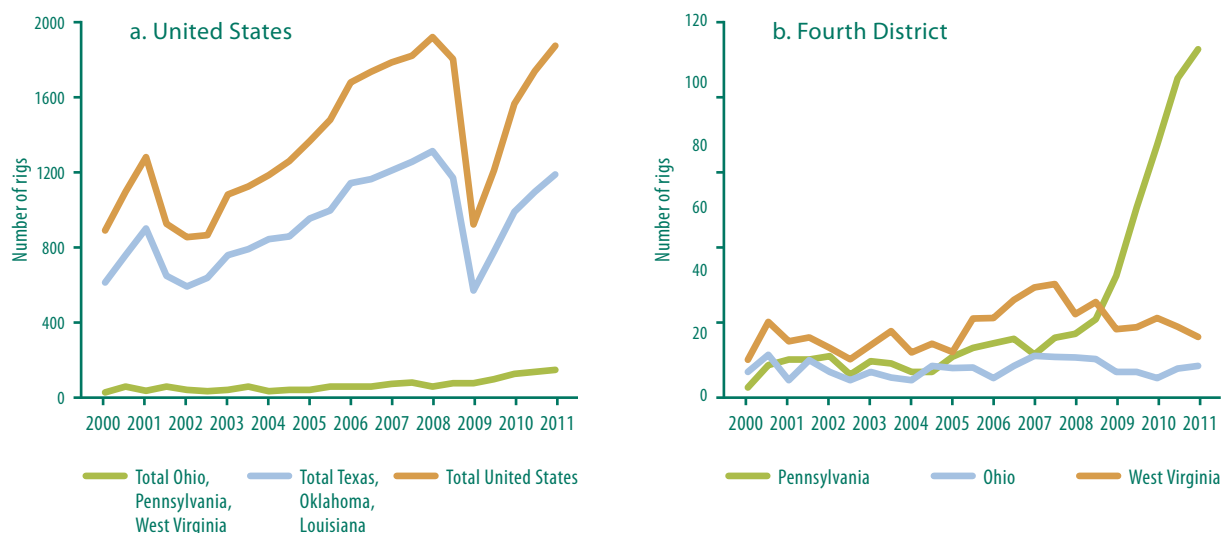 a. United States
Number of rigs
2000
1600
1200
800
400
0
2000 2001 2002 2003 2004 2005 2006 2007 2008 2009 2010 2011
Total Ohio,
Pennsylvania,
West Virginia
Total Texas,
Oklahoma,
Louisiana
Total United States
b. Fourth District
Number of rigs
120
100
80
60
40
20
0
2000 2001 2002 2003 2004 2005 2006 2007 2008 2009 2010 2011
Pennsylvania
Ohio
West Virginia